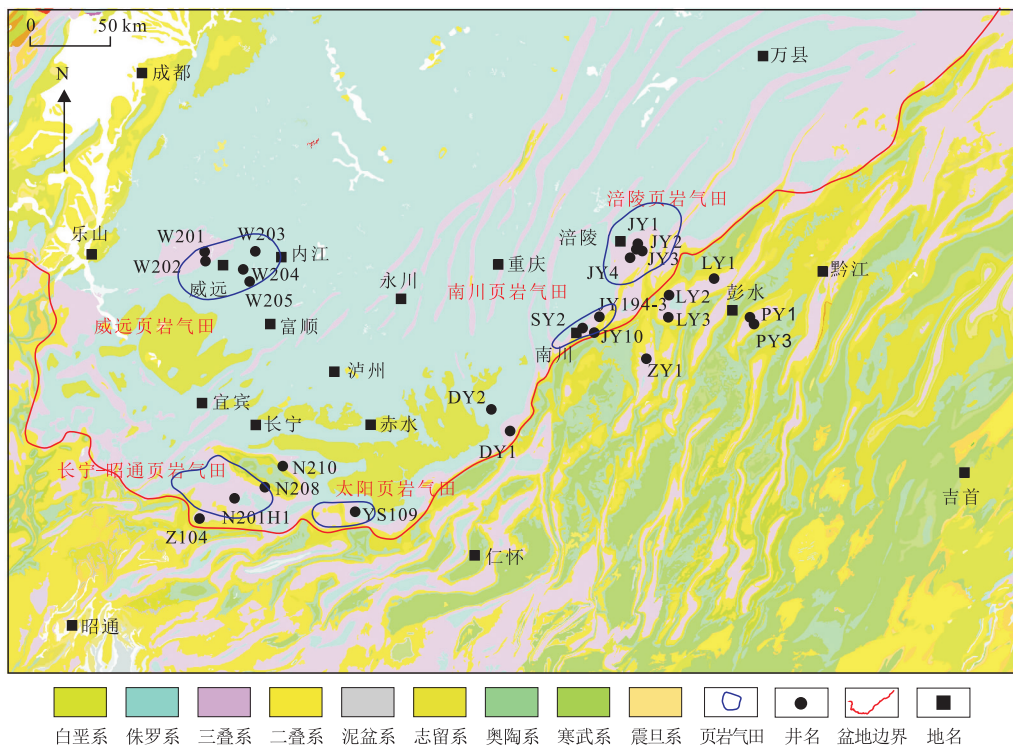 0 50 km
N
成都
万县
乐山
W201
W203
内江
W202
W204
威远
W205
威远页岩气田
富顺
永川
重庆
南川页岩气田
涪陵页岩气田
涪陵
JY1
JY2
JY3
JY4
LY1
黔江
LY2
彭水
JY194-3
LY3
PY1
SY2
JY10
PY3
南川
ZY1
泸州
宜宾
长宁
赤水
DY2
DY1
长宁-昭通页岩气田
N210
N208
太阳页岩气田
N201H1
YS109
Z104
吉首
仁怀
昭通
白垩系 侏罗系 三叠系 二叠系 泥盆系 志留系 奥陶系 寒武系 震旦系 页岩气田 井名 盆地边界 地名